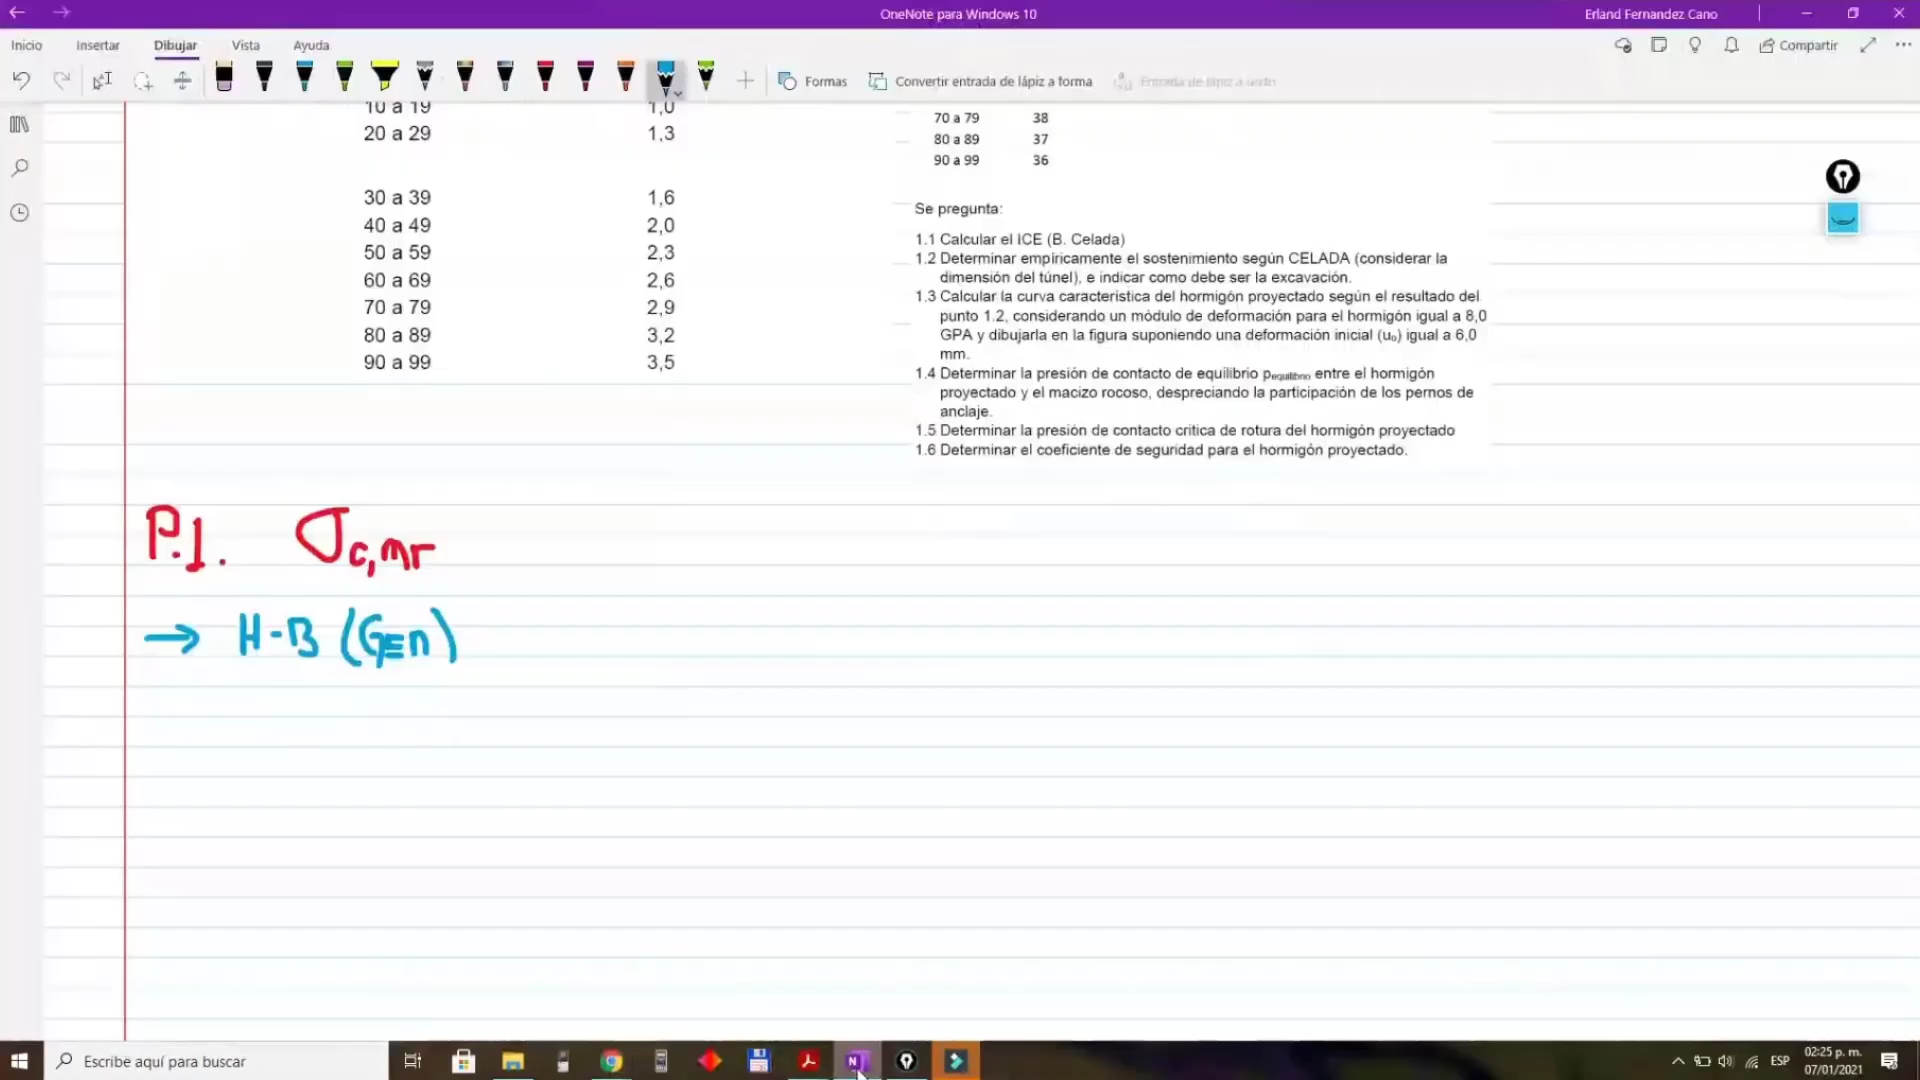 OneNote para Windows 10
Erland Fernandez Cano
Inicio
Insertar
Dibujar
Vista
Ayuda
Compartir
Formas
Convertir entrada de lápiz a forma
Entrada de lápiz a texto
10 a 19 1,0
20 a 29 1,3
30 a 39 1,6
40 a 49 2,0
50 a 59 2,3
60 a 69 2,6
70 a 79 2,9
80 a 89 3,2
90 a 99 3,5
70 a 79 38
80 a 89 37
90 a 99 36
Se pregunta:
1.1 Calcular el ICE (B. Celada)
1.2 Determinar empíricamente el sostenimiento según CELADA (considerar la
dimensión del túnel), e indicar como debe ser la excavación.
1.3 Calcular la curva característica del hormigón proyectado según el resultado del
punto 1.2, considerando un módulo de deformación para el hormigón igual a 8,0
GPA y dibujarla en la figura suponiendo una deformación inicial (uₒ) igual a 6,0
mm.
1.4 Determinar la presión de contacto de equilibrio pequilibrio entre el hormigón
proyectado y el macizo rocoso, despreciando la participación de los pernos de
anclaje.
1.5 Determinar la presión de contacto critica de rotura del hormigón proyectado
1.6 Determinar el coeficiente de seguridad para el hormigón proyectado.
P.1. σc,mr
→ H-B (GEn)
Escribe aquí para buscar
ESP
02:25 p. m.
07/01/2021